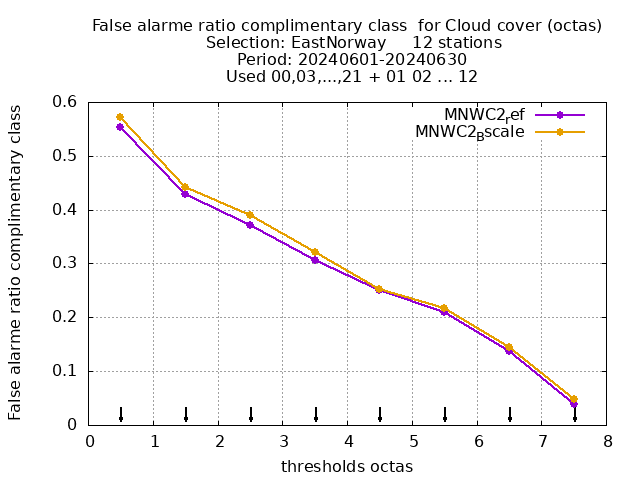 False alarme ratio complimentary class  for Cloud cover (octas)
Selection: EastNorway     12 stations
Period: 20240601-20240630
Used 00,03,...,21 + 01 02 ... 12
MNWC2ref
MNWC2Bscale
False alarme ratio complimentary class
0.6
0.5
0.4
0.3
0.2
0.1
0
0 1 2 3 4 5 6 7 8
thresholds octas